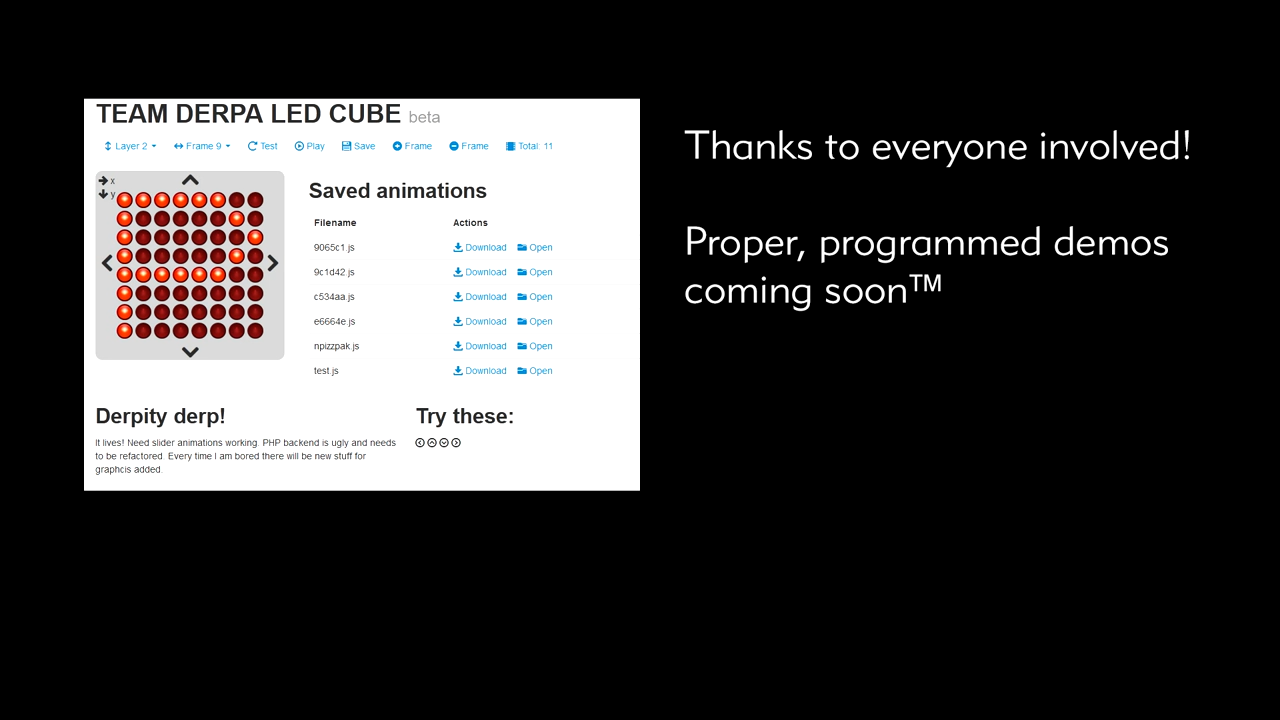 TEAM DERPA LED CUBE beta
Layer 2
Frame 9
Test
Play
Save
Frame
Frame
Total: 11
x
y
Saved animations
Filename Actions
9065c1.js Download Open
9c1d42.js Download Open
c534aa.js Download Open
e6664e.js Download Open
npizzpak.js Download Open
test.js Download Open
Derpity derp!
It lives! Need slider animations working. PHP backend is ugly and needs
to be refactored. Every time I am bored there will be new stuff for
graphcis added.
Try these:
Thanks to everyone involved!
Proper, programmed demos
coming soon™